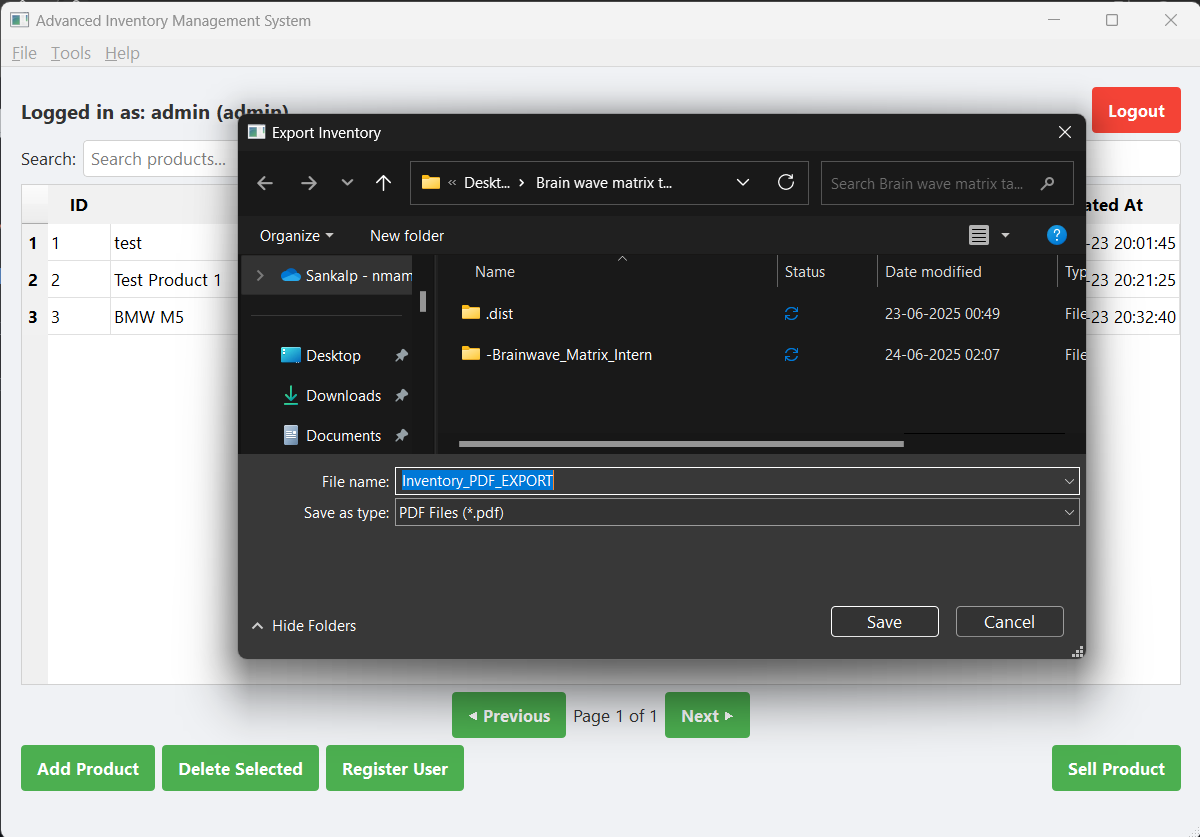 Advanced Inventory Management System
File Tools Help
Logged in as: admin (admin)
Logout
Search: Search products...
ID
ated At
1 1 test -23 20:01:45
2 2 Test Product 1 -23 20:21:25
3 3 BMW M5 -23 20:32:40
Export Inventory
« Deskt... › Brain wave matrix t...
Search Brain wave matrix ta...
Organize New folder
?
Sankalp - nmam
Desktop
Downloads
Documents
Name Status Date modified Typ
.dist 23-06-2025 00:49 File
-Brainwave_Matrix_Intern 24-06-2025 02:07 File
File name: Inventory_PDF_EXPORT
Save as type: PDF Files (*.pdf)
Hide Folders
Save Cancel
Previous Page 1 of 1 Next
Add Product Delete Selected Register User Sell Product